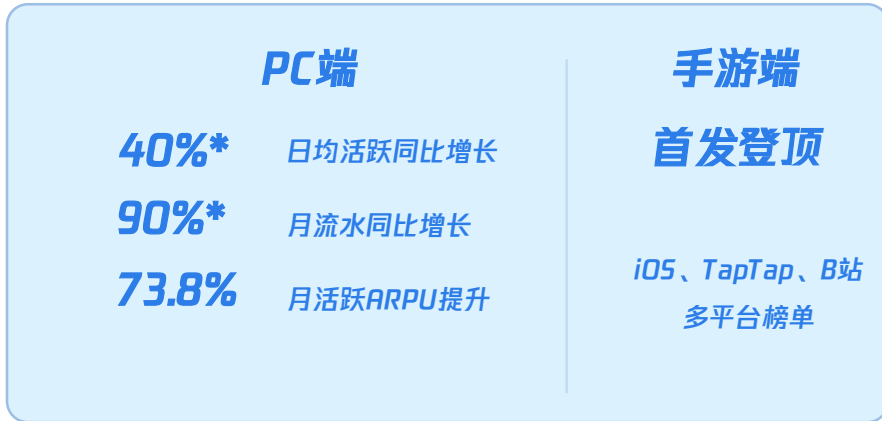 PC端
40%* 日均活跃同比增长
90%* 月流水同比增长
73.8% 月活跃ARPU提升
手游端
首发登顶
iOS、TapTap、B站
多平台榜单